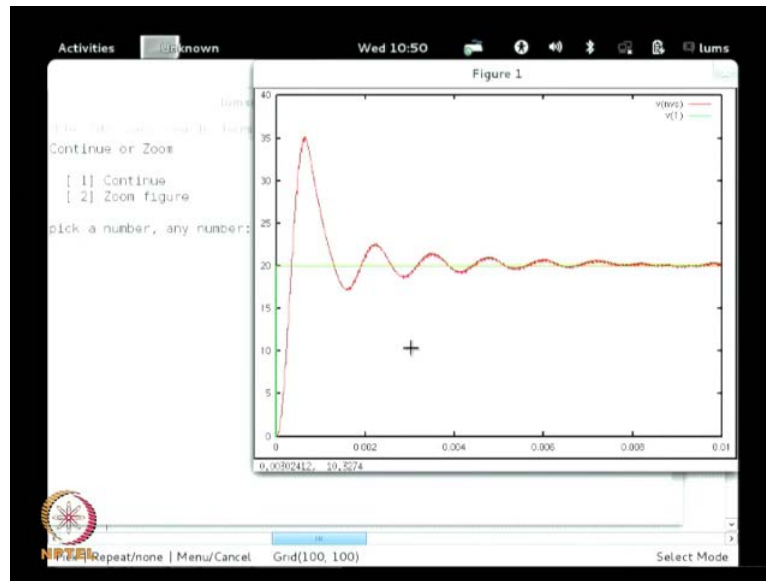 Activities
Wed 10:50
lums
Figure 1
v(nvs)
v(1)
40
35
30
25
20
15
10
5
0
0
0.002
0.004
0.006
0.008
0.01
0.00302412, 10.3274
Continue or Zoom
[ 1] Continue
[ 2] Zoom figure
pick a number, any number:
NPTEL
Repeat/none | Menu/Cancel
Grid(100, 100)
Select Mode